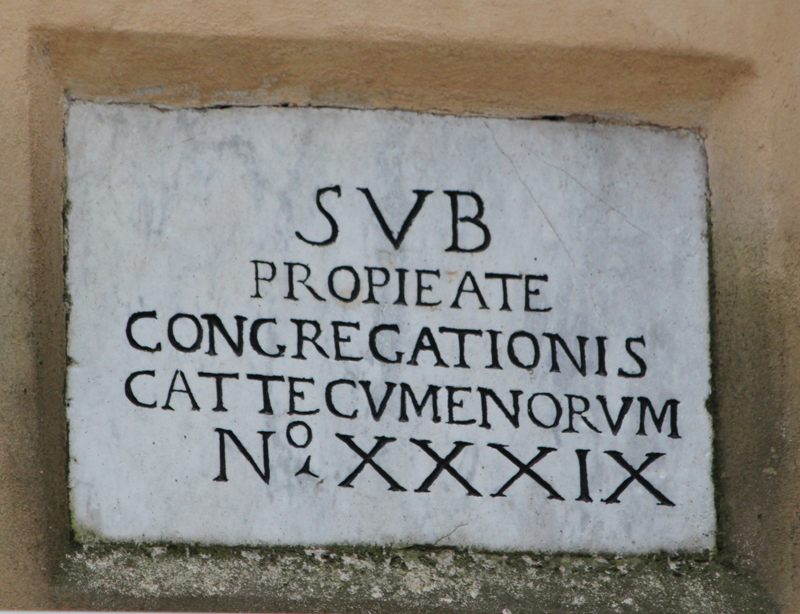 SVB
PROPIEATE
CONGREGATIONIS
CATTECVMENORVM
Nº. XXXIX